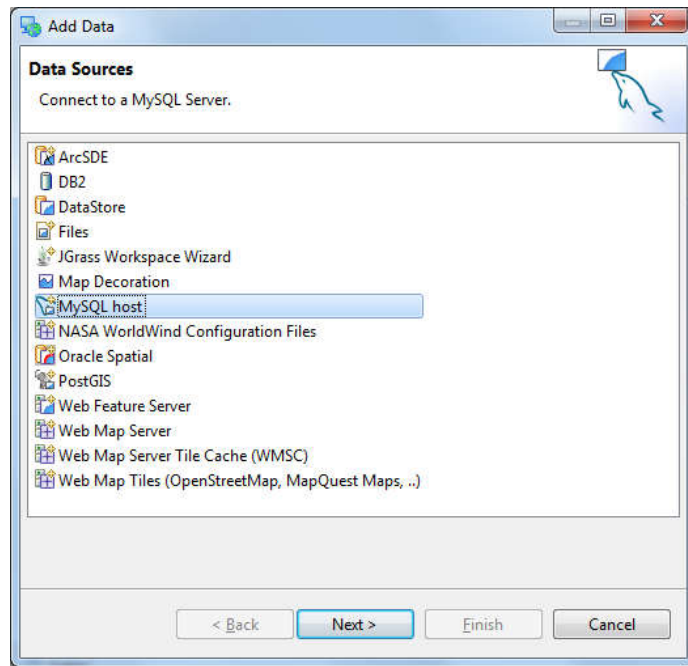 Add Data
Data Sources
Connect to a MySQL Server.
ArcSDE
DB2
DataStore
Files
JGrass Workspace Wizard
Map Decoration
MySQL host
NASA WorldWind Configuration Files
Oracle Spatial
PostGIS
Web Feature Server
Web Map Server
Web Map Server Tile Cache (WMSC)
Web Map Tiles (OpenStreetMap, MapQuest Maps, ..)
< Back Next > Finish Cancel